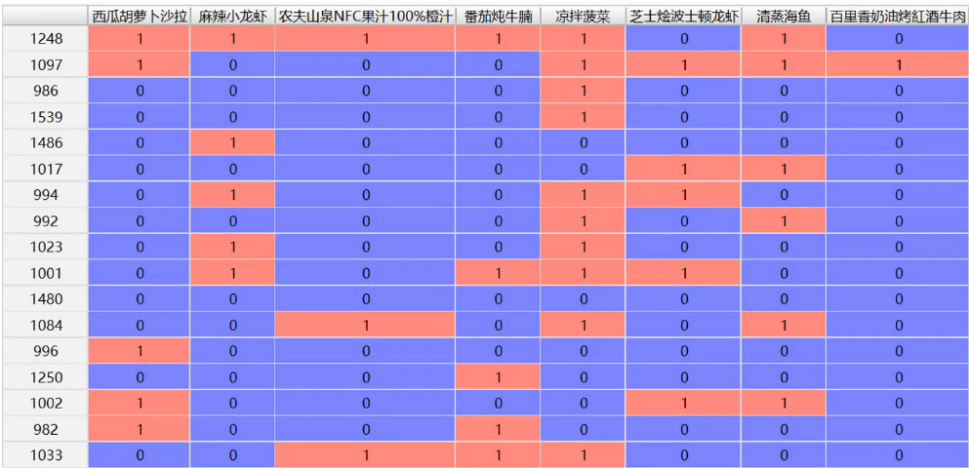 西瓜胡萝卜沙拉 麻辣小龙虾 农夫山泉NFC果汁100%橙汁 番茄炖牛腩 凉拌菠菜 芝士烩波士顿龙虾 清蒸海鱼 百里香奶油烤紅酒牛肉
1248 1 1 1 1 1 0 1 0
1097 1 0 0 0 1 1 1 1
986 0 0 0 0 1 0 0 0
1539 0 0 0 0 1 0 0 0
1486 0 1 0 0 0 0 0 0
1017 0 0 0 0 0 1 1 0
994 0 1 0 0 1 1 0 0
992 0 0 0 0 1 0 1 0
1023 0 1 0 0 1 0 0 0
1001 0 1 0 1 1 1 0 0
1480 0 0 0 0 0 0 0 0
1084 0 0 1 0 1 0 1 0
996 1 0 0 0 0 0 0 0
1250 0 0 0 1 0 0 0 0
1002 1 0 0 0 0 1 1 0
982 1 0 0 1 0 0 0 0
1033 0 0 1 1 1 0 0 0